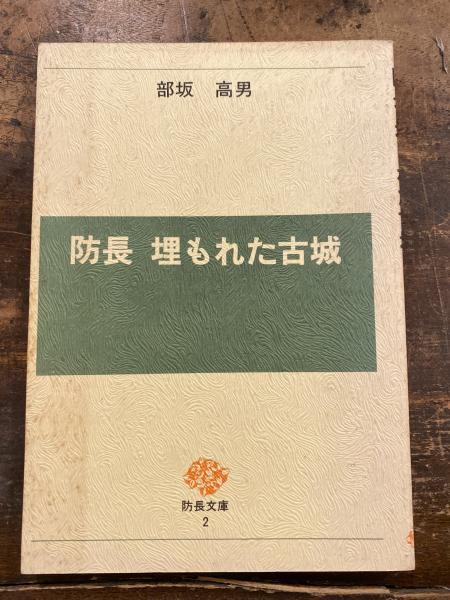 部坂 高男
防長 埋もれた古城
防長文庫
2